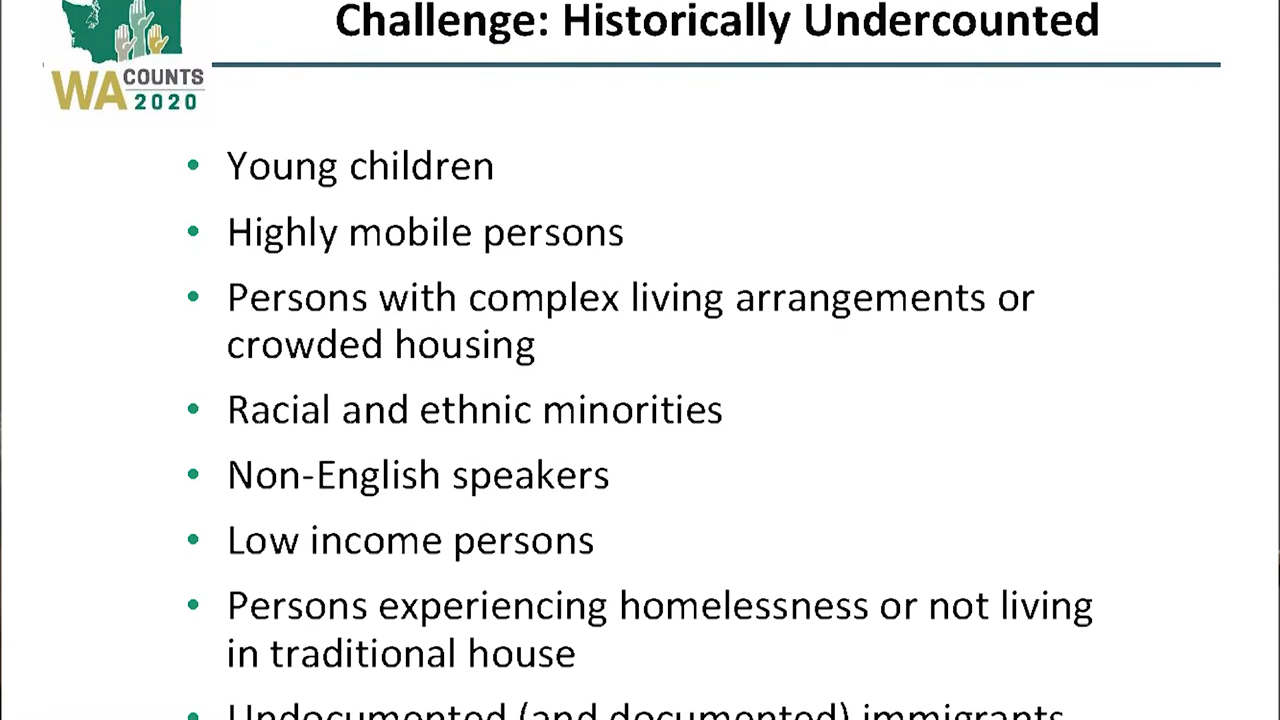 Challenge: Historically Undercounted
WA COUNTS
2020
• Young children
• Highly mobile persons
• Persons with complex living arrangements or
crowded housing
• Racial and ethnic minorities
• Non-English speakers
• Low income persons
• Persons experiencing homelessness or not living
in traditional house
• Undocumented (and documented) immigrants